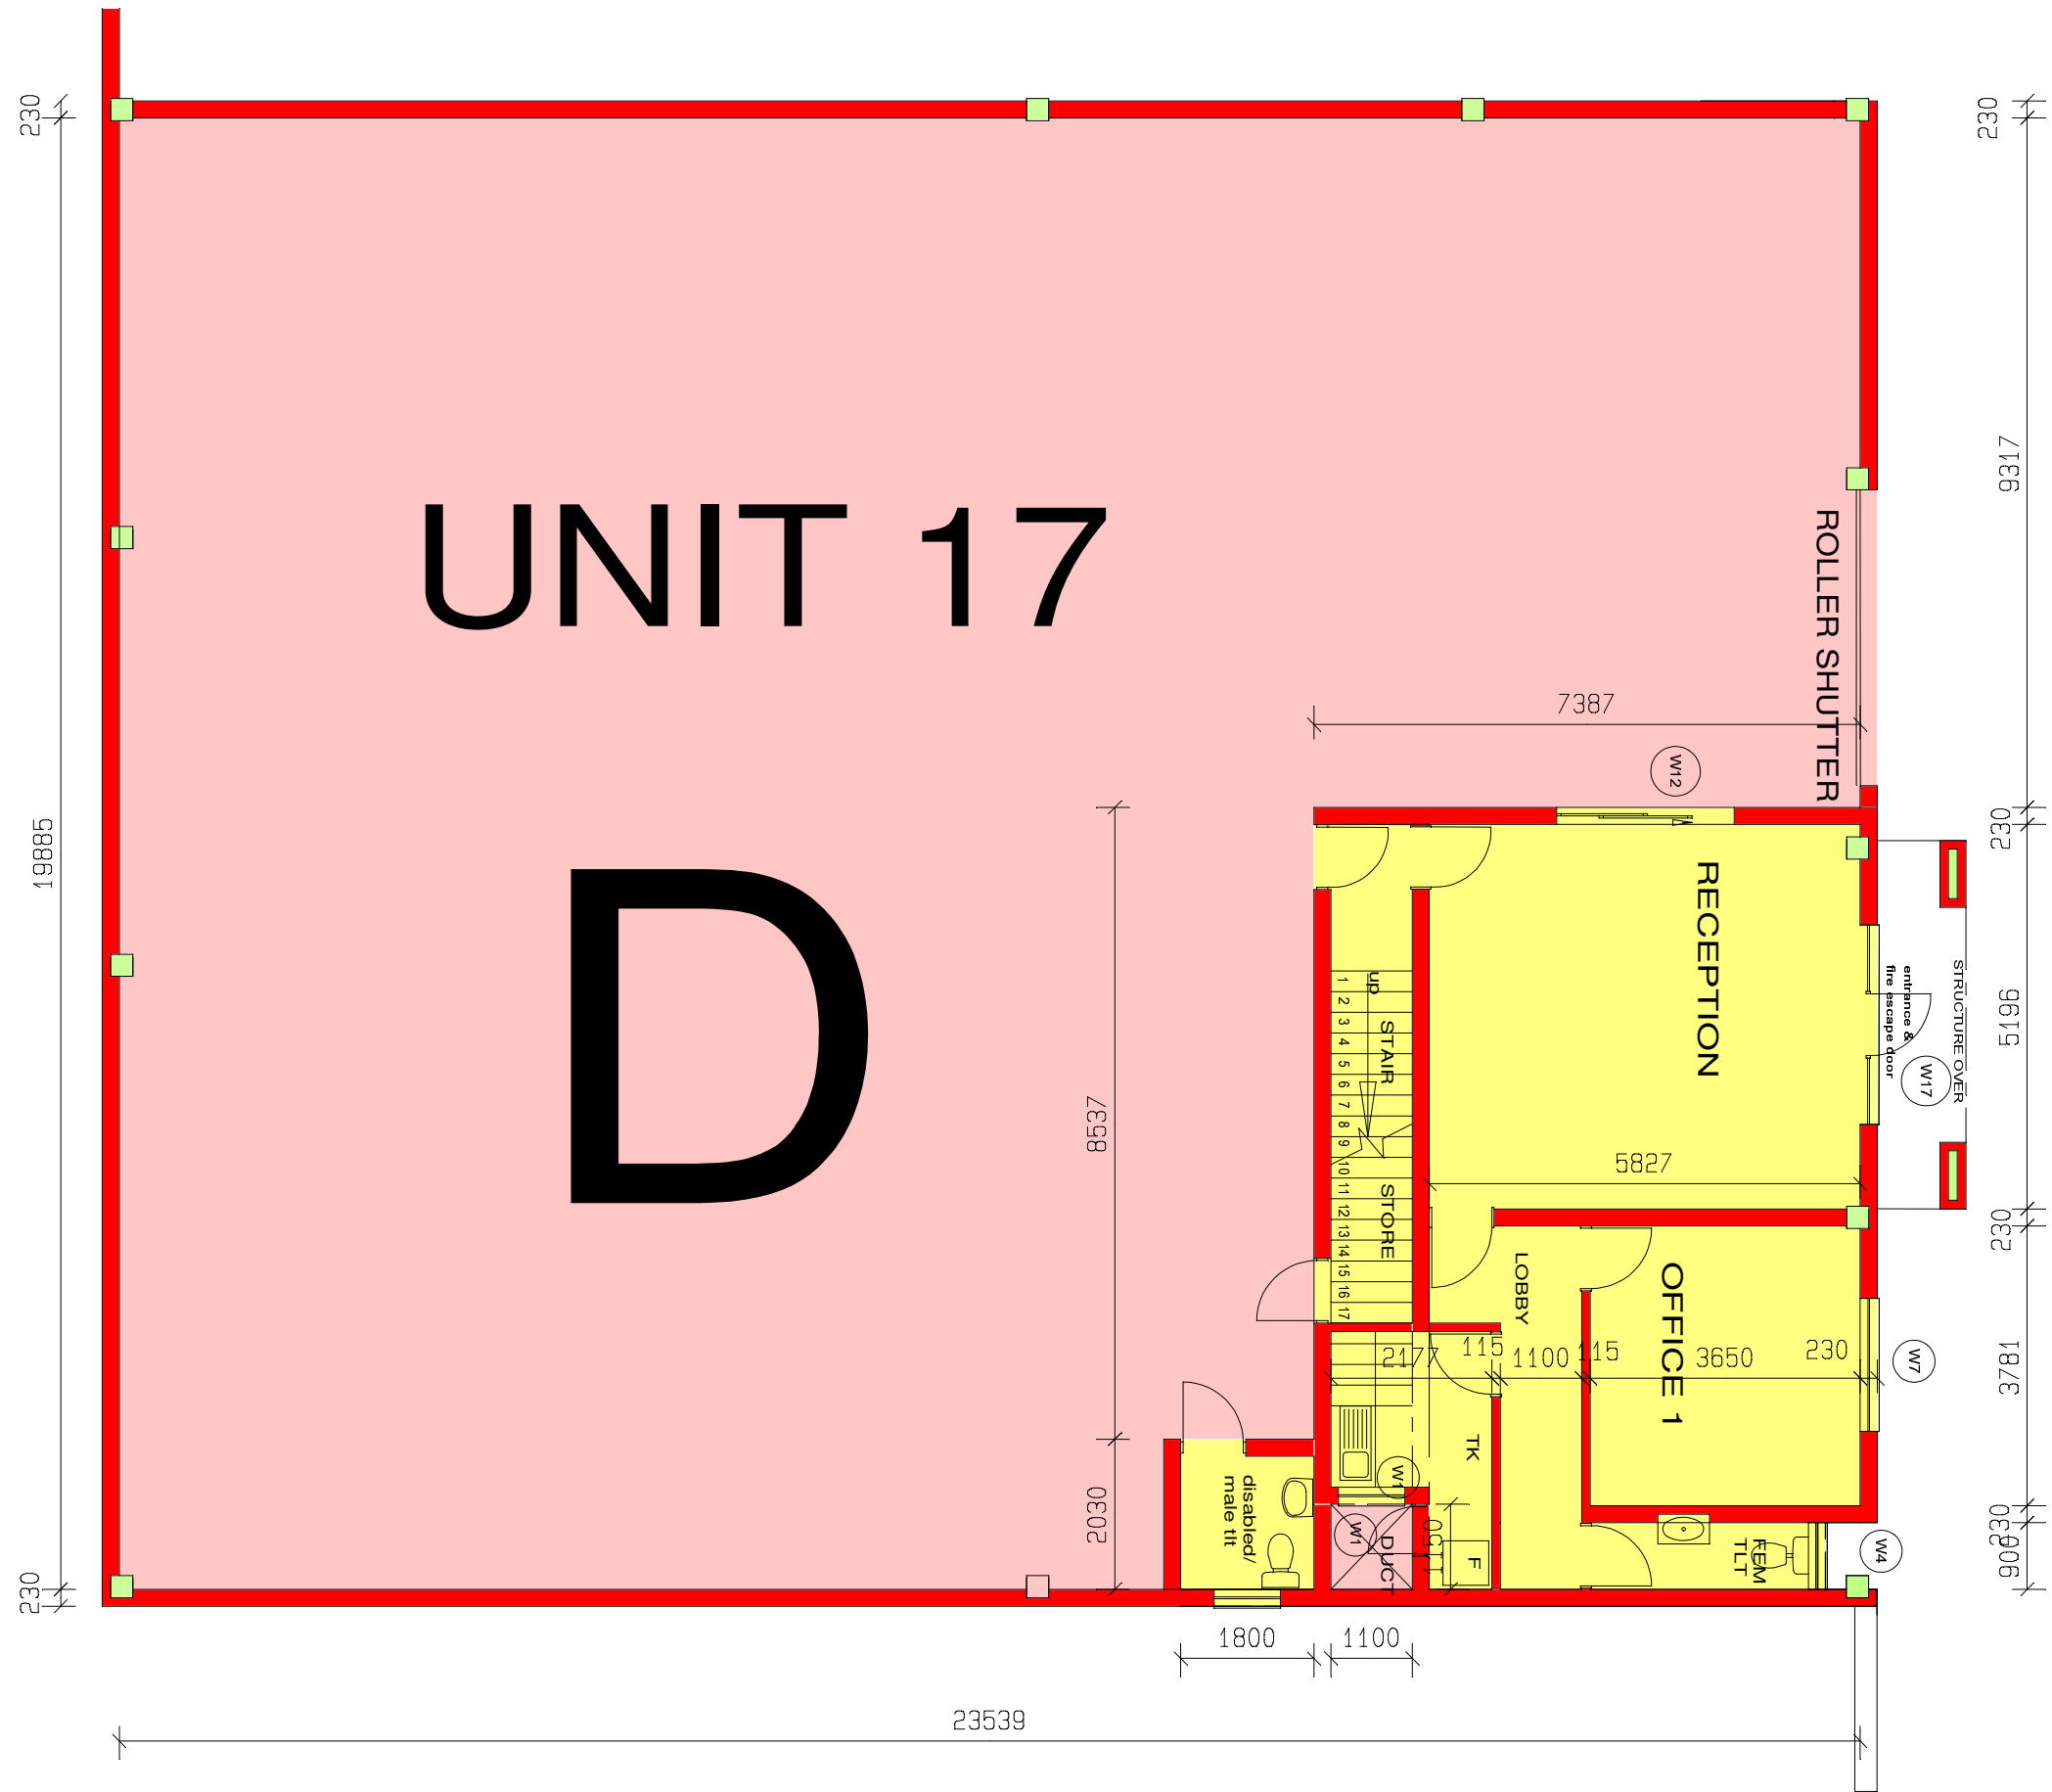 230
230
9317
UNIT 17
ROLLER SHUTTER
7387
W12
19885
D
230
RECEPTION
entrance &
fire escape door
STRUCTURE OVER
5196
W17
up
STAIR
1
2
3
4
5
6
7
8
9
10
11
12
13
14
15
16
17
8537
5827
STORE
230
LOBBY
OFFICE 1
2177
115
1100
115
3650
230
W7
3781
TK
W1
2030
disabled/
male tlt
W1
DUCT
1150
F
FEM
TLT
W4
230
900
230
1800
1100
23539